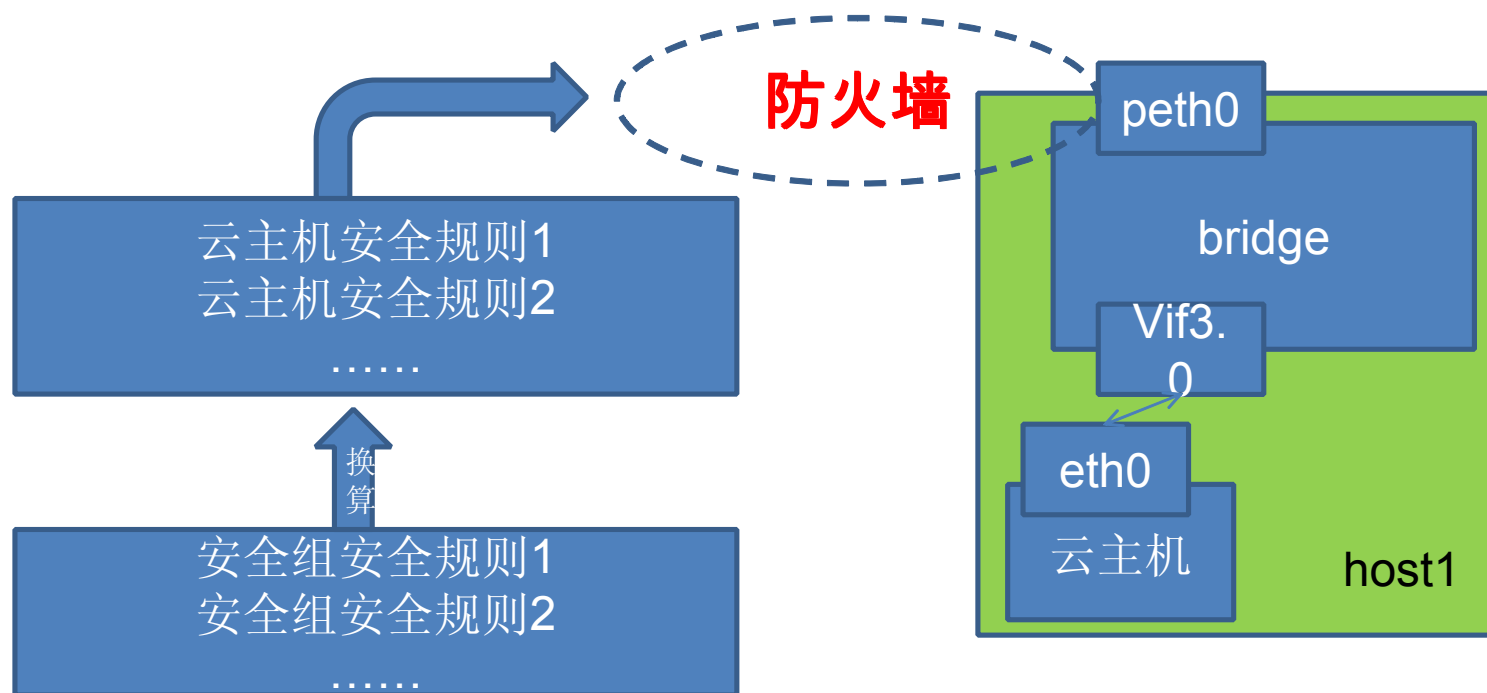 防火墙
peth0
bridge
Vif3.
0
eth0
云主机
host1
云主机安全规则1
云主机安全规则2
......
换
算
安全组安全规则1
安全组安全规则2
......